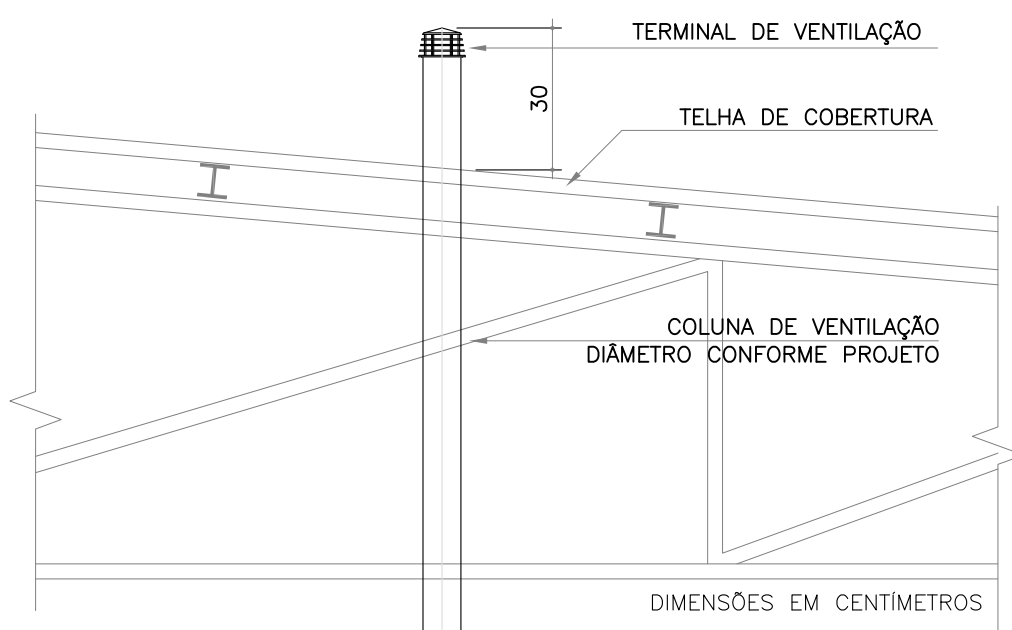 TERMINAL DE VENTILAÇÃO
30
TELHA DE COBERTURA
COLUNA DE VENTILAÇÃO
DIÂMETRO CONFORME PROJETO
DIMENSÕES EM CENTÍMETROS